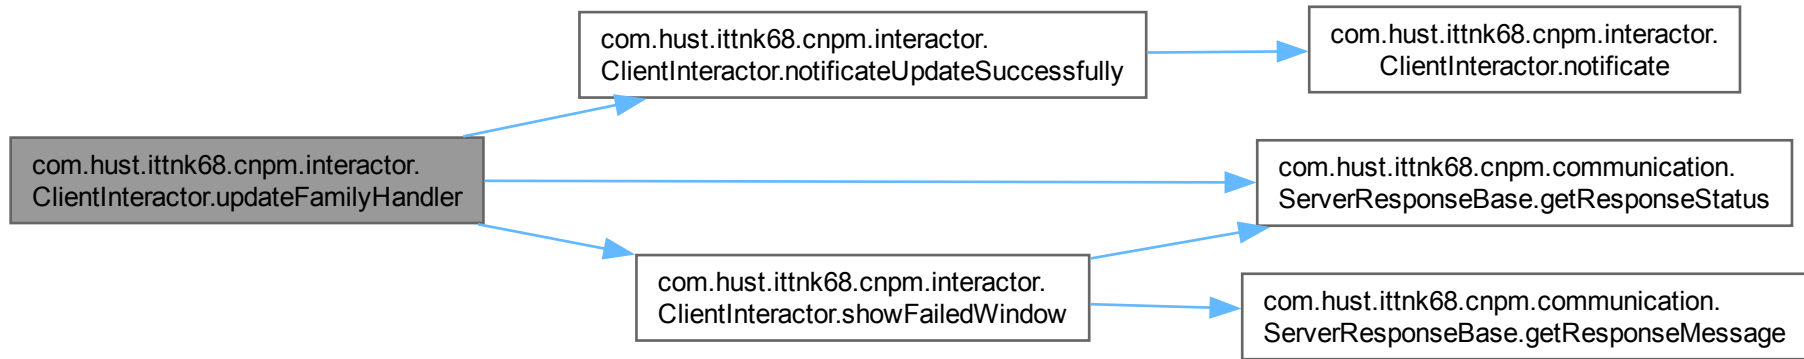 com.hust.ittnk68.cnpm.interactor.
ClientInteractor.updateFamilyHandler
com.hust.ittnk68.cnpm.interactor.
ClientInteractor.notificateUpdateSuccessfully
com.hust.ittnk68.cnpm.interactor.
ClientInteractor.notificate
com.hust.ittnk68.cnpm.communication.
ServerResponseBase.getResponseStatus
com.hust.ittnk68.cnpm.interactor.
ClientInteractor.showFailedWindow
com.hust.ittnk68.cnpm.communication.
ServerResponseBase.getResponseMessage